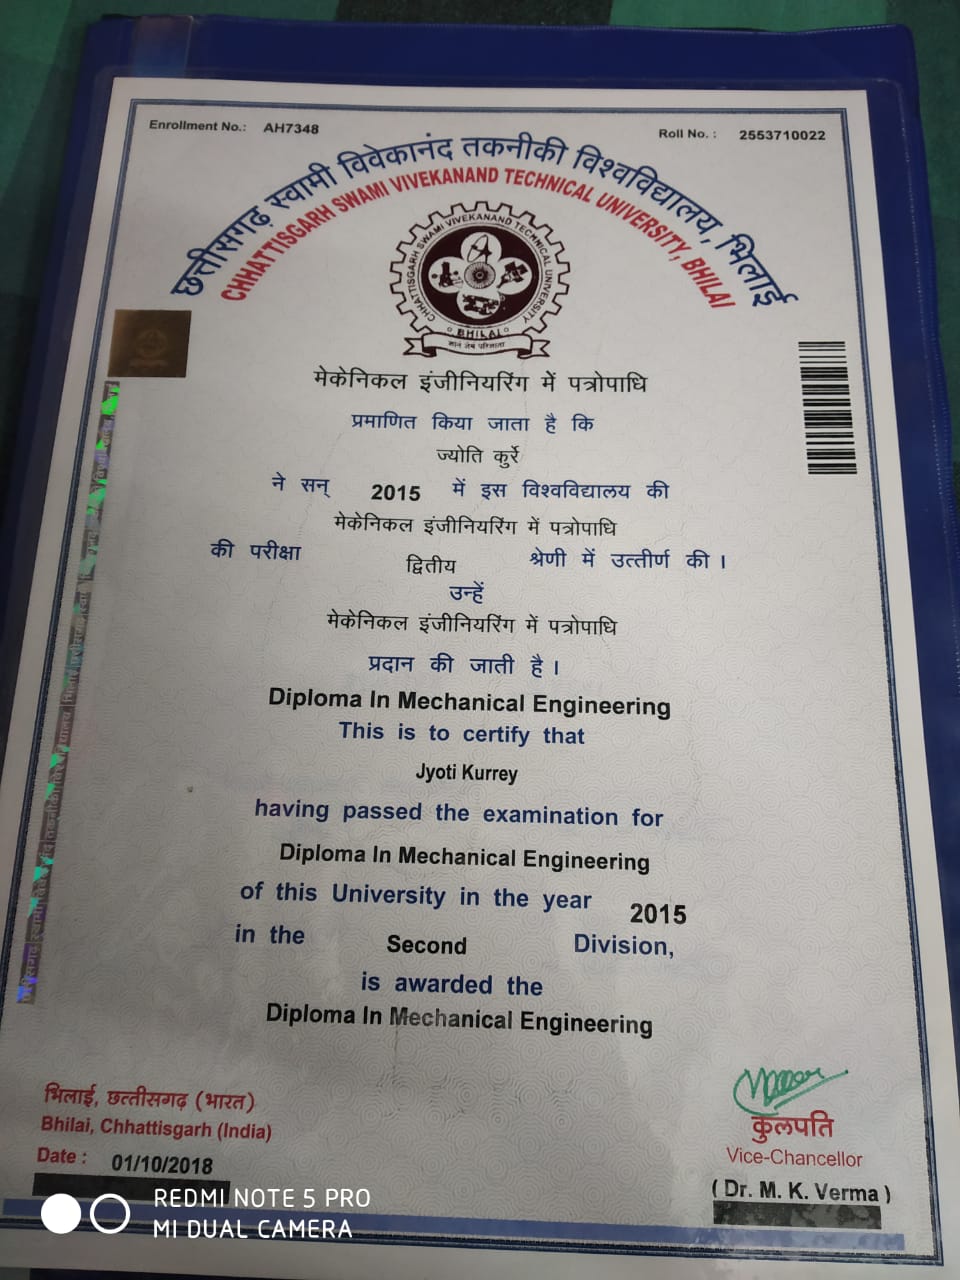 Enrollment No.: AH7348
Roll No. : 2553710022
छत्तीसगढ़ स्वामी विवेकानंद तकनीकी विश्वविद्यालय, भिलाई
CHHATTISGARH SWAMI VIVEKANAND TECHNICAL UNIVERSITY, BHILAI
CHHATTISGARH SWAMI VIVEKANAND TECHNICAL UNIVERSITY
BHILAI
मेकेनिकल इंजीनियरिंग में पत्रोपाधि
प्रमाणित किया जाता है कि
ज्योति कुर्रे
ने सन् 2015 में इस विश्वविद्यालय की
मेकेनिकल इंजीनियरिंग में पत्रोपाधि
की परीक्षा द्वितीय श्रेणी में उत्तीर्ण की ।
उन्हें
मेकेनिकल इंजीनियरिंग में पत्रोपाधि
प्रदान की जाती है ।
Diploma In Mechanical Engineering
This is to certify that
Jyoti Kurrey
having passed the examination for
Diploma In Mechanical Engineering
of this University in the year 2015
in the Second Division,
is awarded the
Diploma In Mechanical Engineering
भिलाई, छत्तीसगढ़ (भारत)
Bhilai, Chhattisgarh (India)
Date : 01/10/2018
कुलपति
Vice-Chancellor
( Dr. M. K. Verma )
REDMI NOTE 5 PRO
MI DUAL CAMERA